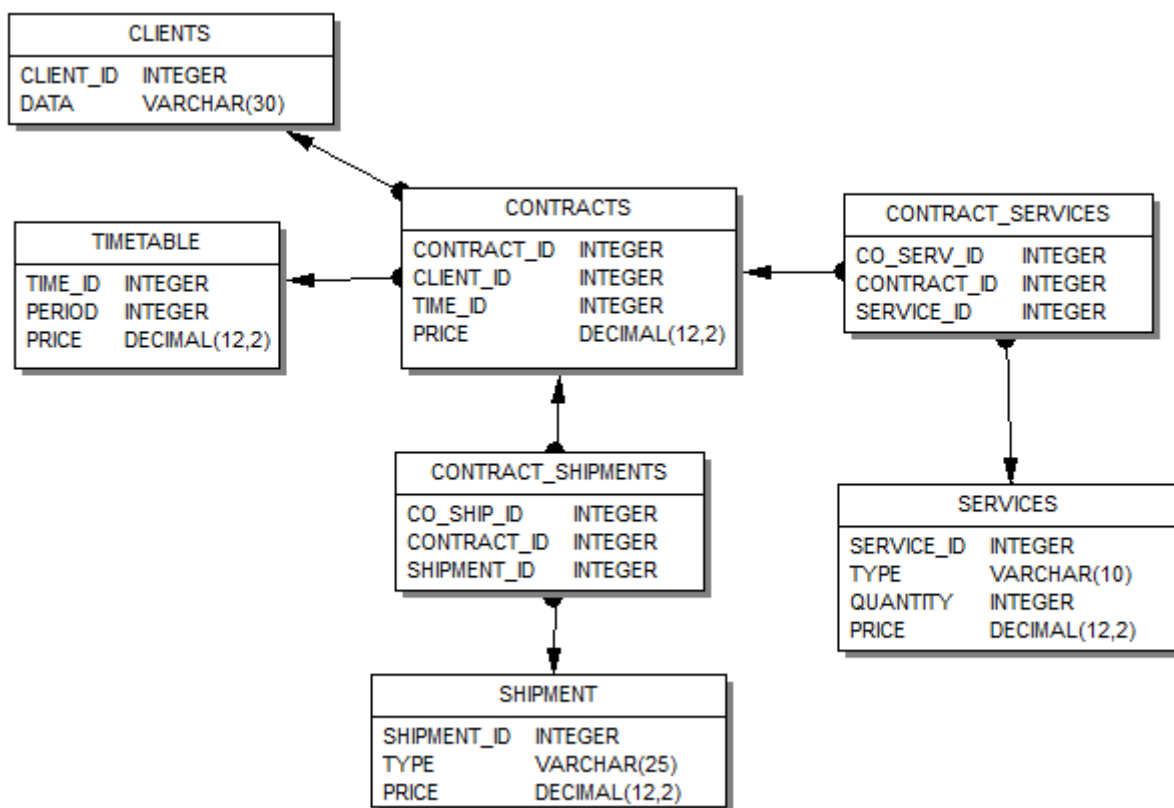 CLIENTS
CLIENT_ID INTEGER
DATA VARCHAR(30)
TIMETABLE
TIME_ID INTEGER
PERIOD INTEGER
PRICE DECIMAL(12,2)
CONTRACTS
CONTRACT_ID INTEGER
CLIENT_ID INTEGER
TIME_ID INTEGER
PRICE DECIMAL(12,2)
CONTRACT_SERVICES
CO_SERV_ID INTEGER
CONTRACT_ID INTEGER
SERVICE_ID INTEGER
CONTRACT_SHIPMENTS
CO_SHIP_ID INTEGER
CONTRACT_ID INTEGER
SHIPMENT_ID INTEGER
SERVICES
SERVICE_ID INTEGER
TYPE VARCHAR(10)
QUANTITY INTEGER
PRICE DECIMAL(12,2)
SHIPMENT
SHIPMENT_ID INTEGER
TYPE VARCHAR(25)
PRICE DECIMAL(12,2)